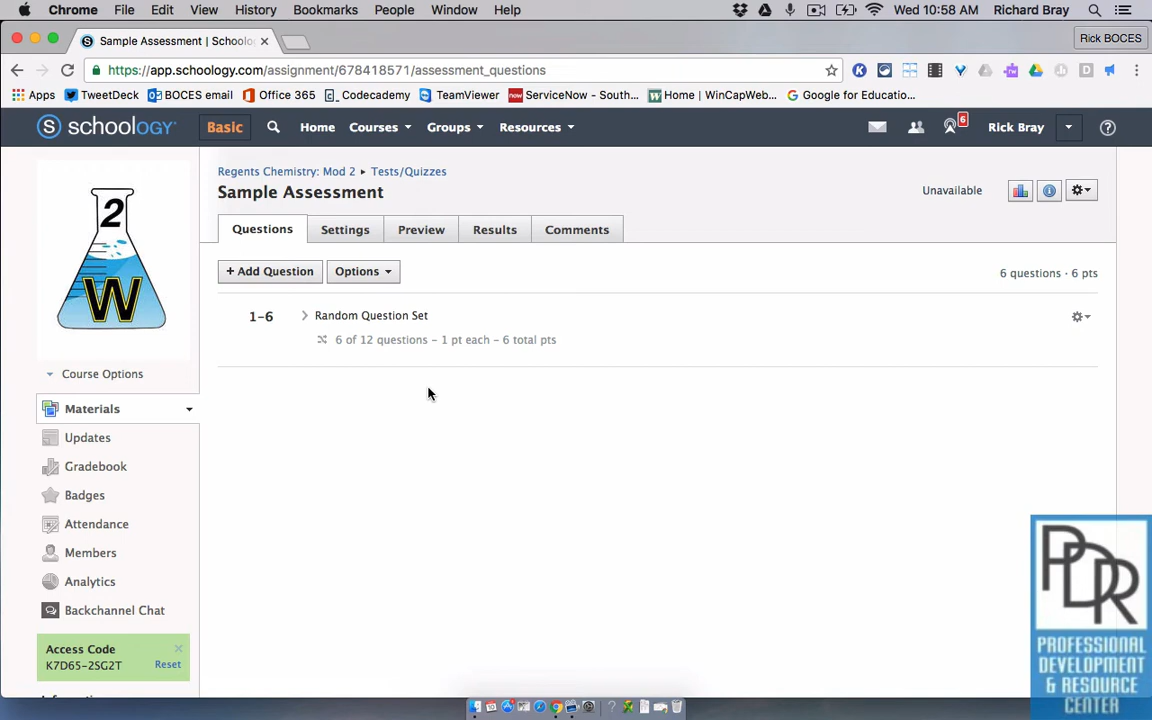 Chrome File Edit View History Bookmarks People Window Help Wed 10:58 AM Richard Bray
Sample Assessment | Schoolo Rick BOCES
https://app.schoology.com/assignment/678418571/assessment_questions
Apps TweetDeck BOCES email Office 365 Codecademy TeamViewer ServiceNow - South... Home | WinCapWeb... Google for Educatio...
S schoology Basic Home Courses Groups Resources 6 Rick Bray
Regents Chemistry: Mod 2 ▸ Tests/Quizzes
Sample Assessment
Unavailable
Questions Settings Preview Results Comments
+ Add Question Options
6 questions · 6 pts
1-6 Random Question Set
6 of 12 questions – 1 pt each – 6 total pts
2
W
Course Options
Materials
Updates
Gradebook
Badges
Attendance
Members
Analytics
Backchannel Chat
Access Code
K7D65-2SG2T Reset
PDRC
PROFESSIONAL
DEVELOPMENT
& RESOURCE
CENTER